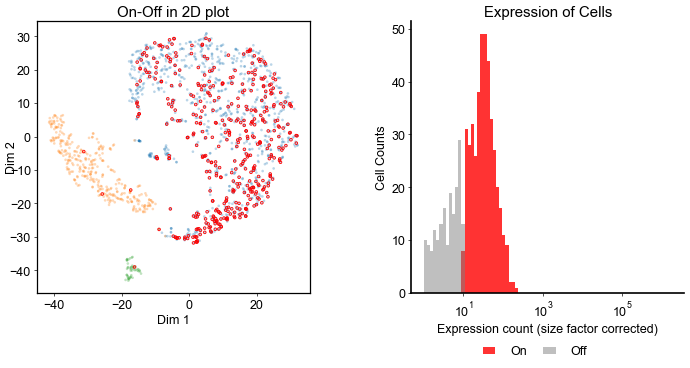 On-Off in 2D plot
Dim 2
30
20
10
0
−10
−20
−30
−40
−40
−20
0
20
Dim 1
Expression of Cells
Cell Counts
50
40
30
20
10
0
10^1
10^3
10^5
Expression count (size factor corrected)
On
Off